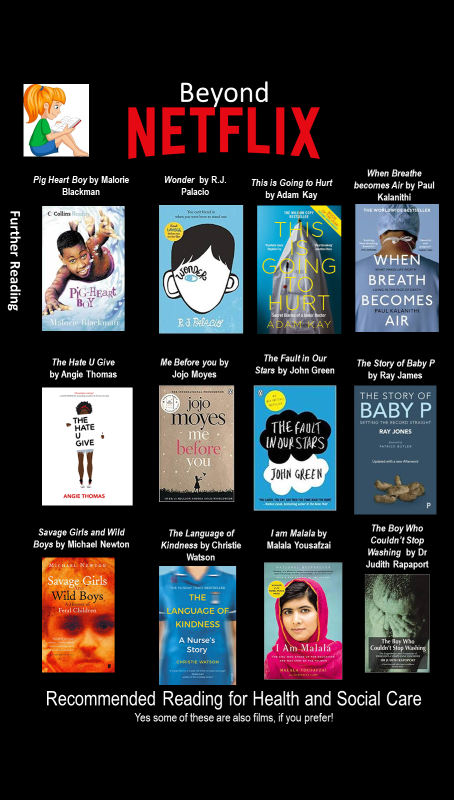 Beyond
NETFLIX
Further Reading
Pig Heart Boy by Malorie
Blackman
Wonder by R.J.
Palacio
This is Going to Hurt
by Adam Kay
When Breathe
becomes Air by Paul
Kalanithi
Collins Readers
PIG-HEART
BOY
Malorie Blackman
wonder
R.J. PALACIO
THIS
IS
GOING
TO
HURT
Secret Diaries of a Junior Doctor
ADAM KAY
THE WORLDWIDE BESTSELLER
WHEN
BREATH
BECOMES
AIR
PAUL KALANITHI
The Hate U Give
by Angie Thomas
Me Before you by
Jojo Moyes
The Fault in Our
Stars by John Green
The Story of Baby P
by Ray James
THE
HATE
U
GIVE
ANGIE THOMAS
jojo
moyes
me
before
you
THE FAULT
IN OUR
STARS
JOHN GREEN
THE STORY OF
BABY P
SETTING THE RECORD STRAIGHT
RAY JONES
Updated with a new Afterword
P
Savage Girls and Wild
Boys by Michael Newton
The Language of
Kindness by Christie
Watson
I am Malala by
Malala Yousafzai
The Boy Who
Couldn't Stop
Washing by Dr
Judith Rapaport
MICHAEL NEWTON
Savage Girls
and
Wild Boys
A History of
Feral Children
THE
LANGUAGE OF
KINDNESS
A Nurse's
Story
CHRISTIE WATSON
I Am Malala
MALALA YOUSAFZAI
The Boy Who
Couldn't Stop Washing
Recommended Reading for Health and Social Care
Yes some of these are also films, if you prefer!